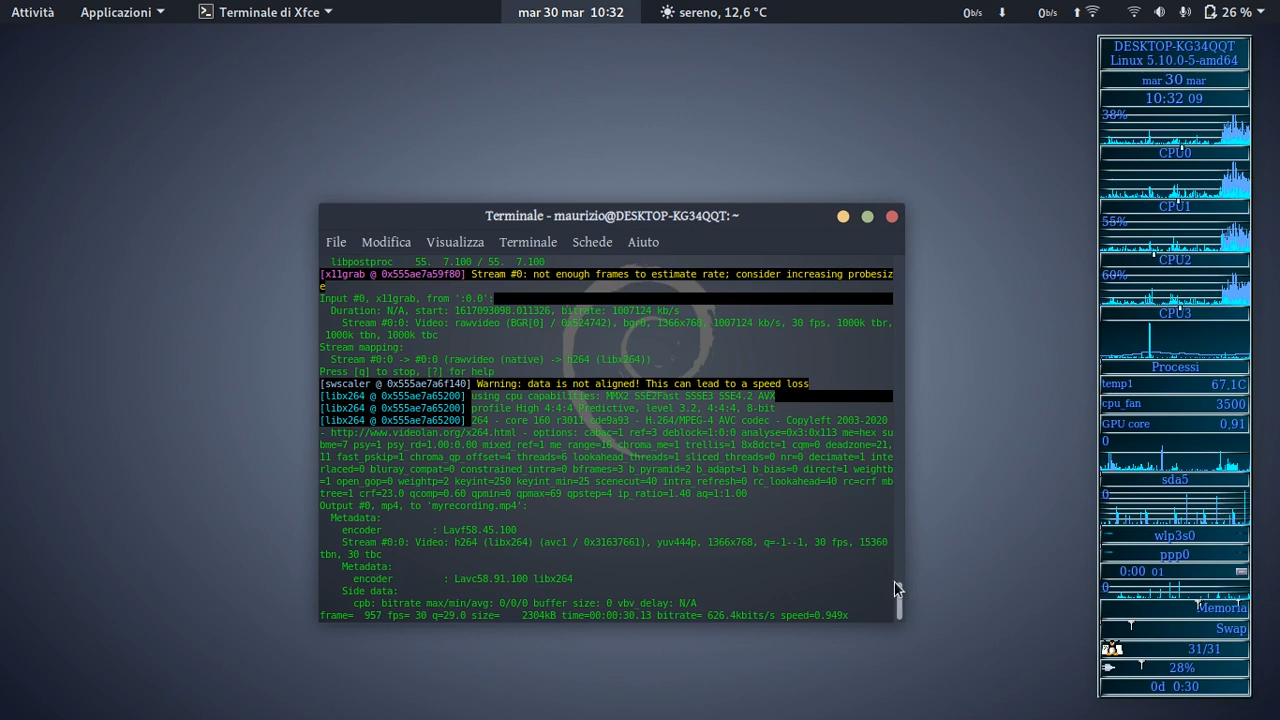 Attività Applicazioni Terminale di Xfce mar 30 mar 10:32 sereno, 12,6 °C 0b/s 0b/s 26 %
Terminale - maurizio@DESKTOP-KG34QQT: ~
File Modifica Visualizza Terminale Schede Aiuto
libpostproc 55. 7.100 / 55. 7.100
[x11grab @ 0x555ae7a59f80] Stream #0: not enough frames to estimate rate; consider increasing probesiz
e
Input #0, x11grab, from ':0.0':
Duration: N/A, start: 1617093098.011326, bitrate: 1007124 kb/s
Stream #0:0: Video: rawvideo (BGR[0] / 0x524742), bgr0, 1366x768, 1007124 kb/s, 30 fps, 1000k tbr,
1000k tbn, 1000k tbc
Stream mapping:
Stream #0:0 -> #0:0 (rawvideo (native) -> h264 (libx264))
Press [q] to stop, [?] for help
[swscaler @ 0x555ae7a6f140] Warning: data is not aligned! This can lead to a speed loss
[libx264 @ 0x555ae7a65200] using cpu capabilities: MMX2 SSE2Fast SSSE3 SSE4.2 AVX
[libx264 @ 0x555ae7a65200] profile High 4:4:4 Predictive, level 3.2, 4:4:4, 8-bit
[libx264 @ 0x555ae7a65200] 264 - core 160 r3011 cde9a93 - H.264/MPEG-4 AVC codec - Copyleft 2003-2020
- http://www.videolan.org/x264.html - options: cabac=1 ref=3 deblock=1:0:0 analyse=0x3:0x113 me=hex su
bme=7 psy=1 psy_rd=1.00:0.00 mixed_ref=1 me_range=16 chroma_me=1 trellis=1 8x8dct=1 cqm=0 deadzone=21,
11 fast_pskip=1 chroma_qp_offset=4 threads=6 lookahead_threads=1 sliced_threads=0 nr=0 decimate=1 inte
rlaced=0 bluray_compat=0 constrained_intra=0 bframes=3 b_pyramid=2 b_adapt=1 b_bias=0 direct=1 weightb
=1 open_gop=0 weightp=2 keyint=250 keyint_min=25 scenecut=40 intra_refresh=0 rc_lookahead=40 rc=crf mb
tree=1 crf=23.0 qcomp=0.60 qpmin=0 qpmax=69 qpstep=4 ip_ratio=1.40 aq=1:1.00
Output #0, mp4, to 'myrecording.mp4':
Metadata:
encoder : Lavf58.45.100
Stream #0:0: Video: h264 (libx264) (avc1 / 0x31637661), yuv444p, 1366x768, q=-1--1, 30 fps, 15360
tbn, 30 tbc
Metadata:
encoder : Lavc58.91.100 libx264
Side data:
cpb: bitrate max/min/avg: 0/0/0 buffer size: 0 vbv_delay: N/A
frame= 957 fps= 30 q=29.0 size= 2304kB time=00:00:30.13 bitrate= 626.4kbits/s speed=0.949x
DESKTOP-KG34QQT
Linux 5.10.0-5-amd64
mar 30 mar
10:32 09
38%
CPU0
CPU1
55%
CPU2
60%
CPU3
Processi
temp1 67.1C
cpu_fan 3500
GPU core 0,91
0
sda5
0
wlp3s0
ppp0
0:00 01
0
Memoria
Swap
31/31
28%
0d 0:30